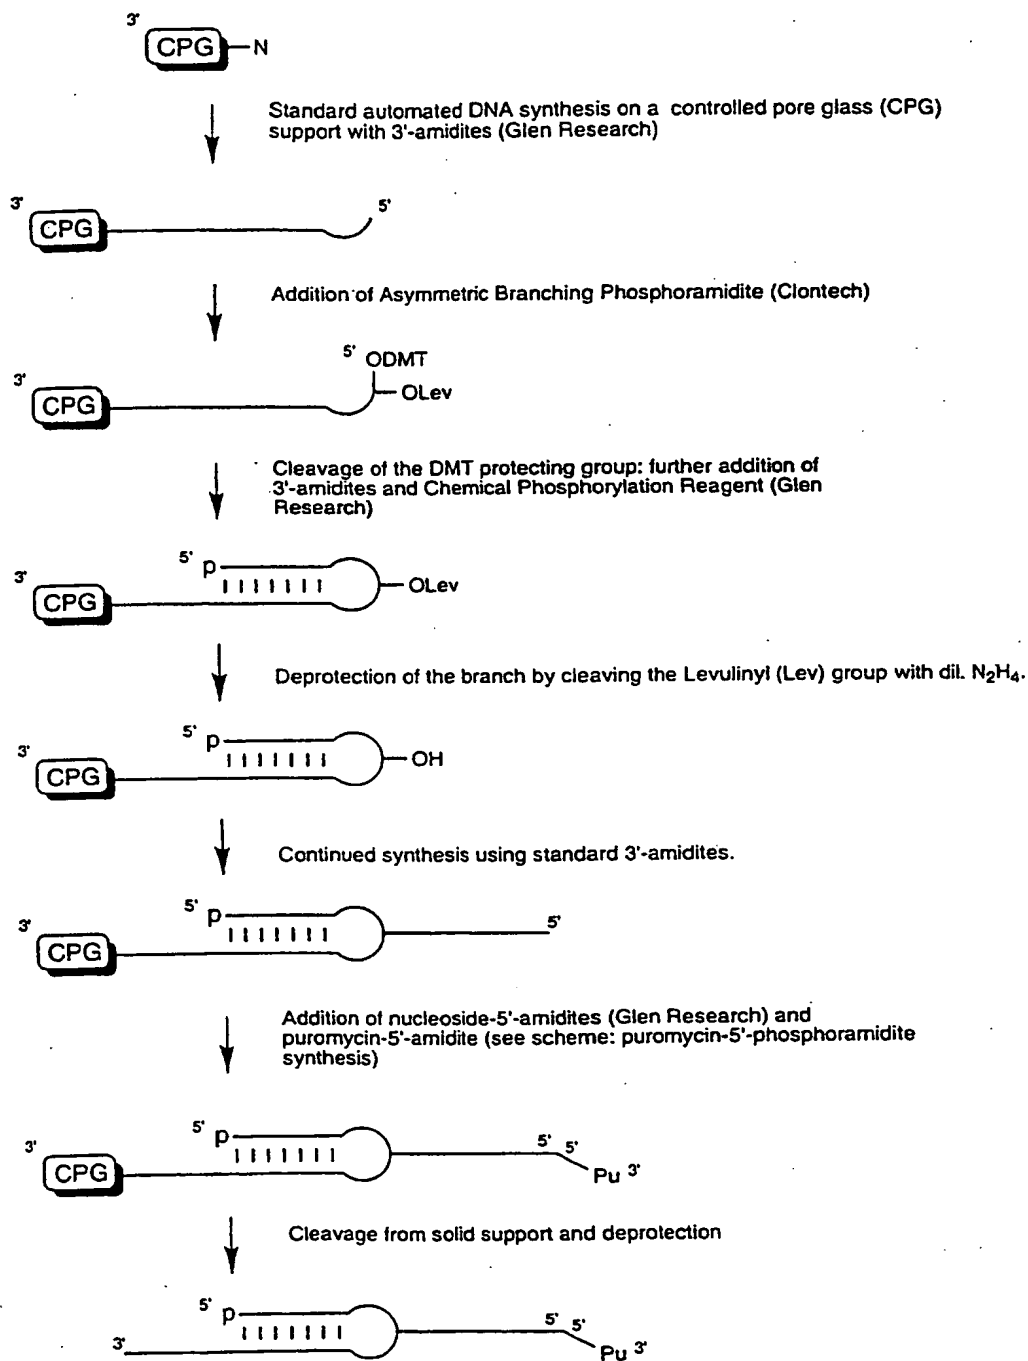 3'
CPG N
Standard automated DNA synthesis on a controlled pore glass (CPG)
support with 3'-amidites (Glen Research)
3' 5'
CPG
Addition of Asymmetric Branching Phosphoramidite (Clontech)
5' ODMT
3' OLev
CPG
Cleavage of the DMT protecting group: further addition of
3'-amidites and Chemical Phosphorylation Reagent (Glen
Research)
5' p
3' OLev
CPG
Deprotection of the branch by cleaving the Levulinyl (Lev) group with dil. N₂H₄.
5' p
3' OH
CPG
Continued synthesis using standard 3'-amidites.
5' p
3' 5'
CPG
Addition of nucleoside-5'-amidites (Glen Research) and
puromycin-5'-amidite (see scheme: puromycin-5'-phosphoramidite
synthesis)
5' p 5' 5'
3'
CPG Pu 3'
Cleavage from solid support and deprotection
5' p 5' 5'
3' Pu 3'